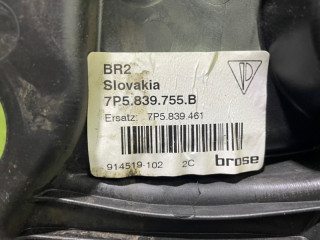 BR2
Slovakia
7P5.839.755.B
Ersatz: 7P5.839 461
914519-102 2C brose